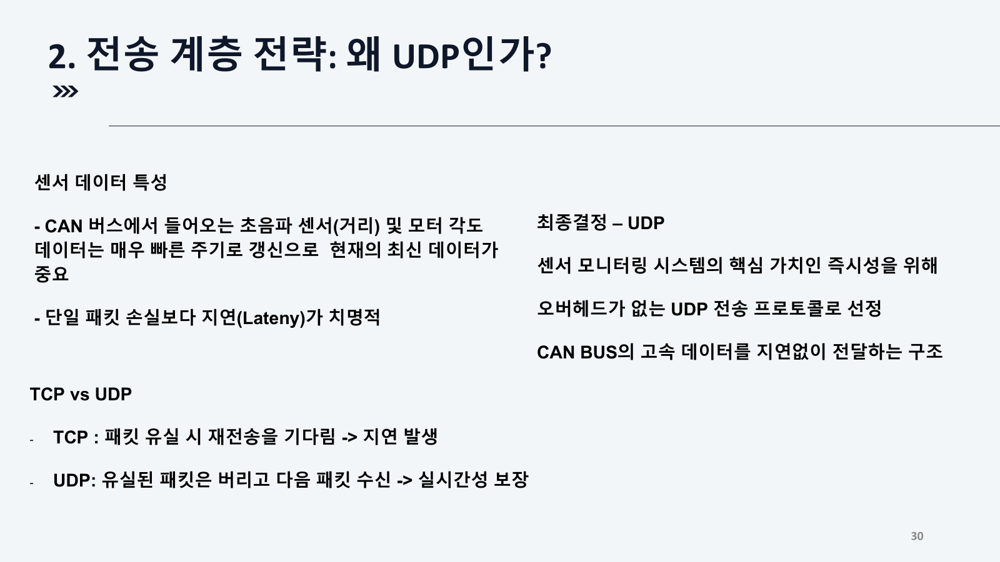 2. 전송 계층 전략: 왜 UDP인가?
센서 데이터 특성
- CAN 버스에서 들어오는 초음파 센서(거리) 및 모터 각도
데이터는 매우 빠른 주기로 갱신으로  현재의 최신 데이터가
중요
- 단일 패킷 손실보다 지연(Lateny)가 치명적
TCP vs UDP
- TCP : 패킷 유실 시 재전송을 기다림 -> 지연 발생
- UDP: 유실된 패킷은 버리고 다음 패킷 수신 -> 실시간성 보장
최종결정 – UDP
센서 모니터링 시스템의 핵심 가치인 즉시성을 위해
오버헤드가 없는 UDP 전송 프로토콜로 선정
CAN BUS의 고속 데이터를 지연없이 전달하는 구조
30